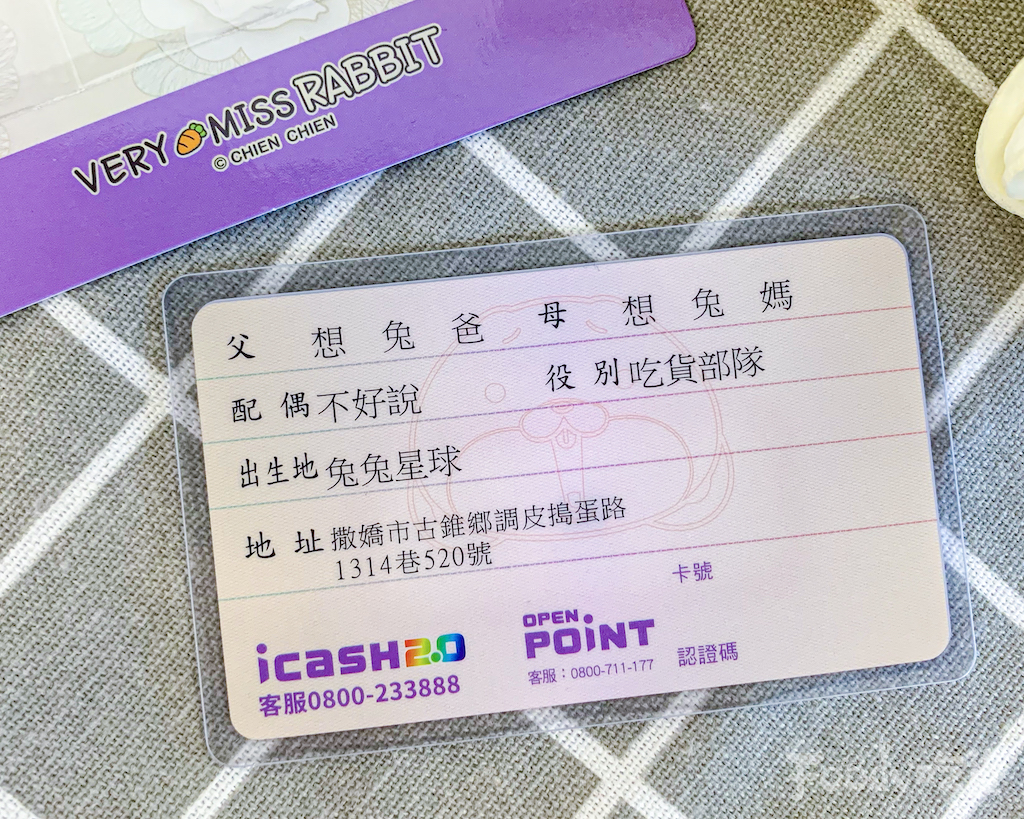 VERY MISS RABBIT
© CHIEN CHIEN
父 想兔爸 母 想兔媽
配偶 不好說 役別 吃貨部隊
出生地 兔兔星球
地址 撒嬌市古錐鄉調皮搗蛋路
1314巷520號
卡號
icash2.0 OPEN POiNT
客服0800-233888 客服：0800-711-177 認證碼